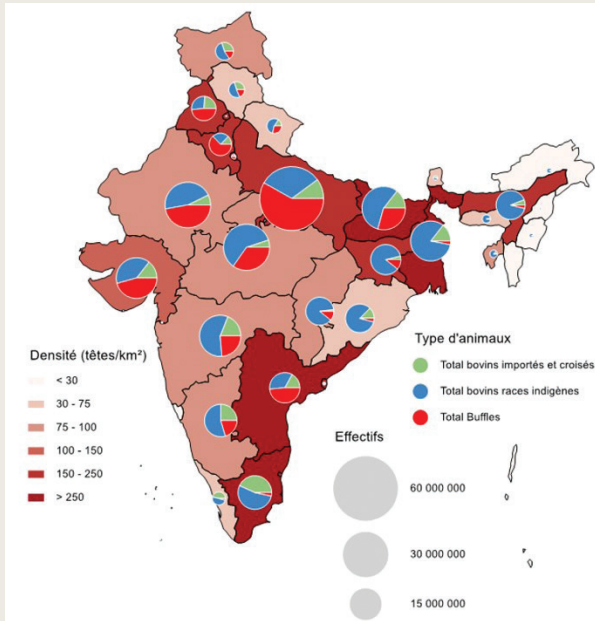 Densité (têtes/km²)
< 30
30 - 75
75 - 100
100 - 150
150 - 250
> 250
Type d'animaux
Total bovins importés et croisés
Total bovins races indigènes
Total Buffles
Effectifs
60 000 000
30 000 000
15 000 000